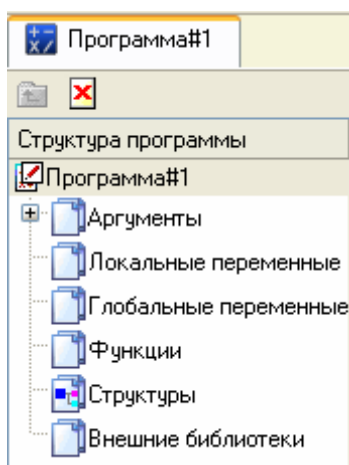 Программа#1
Структура программы
Программа#1
Аргументы
Локальные переменные
Глобальные переменные
Функции
Структуры
Внешние библиотеки